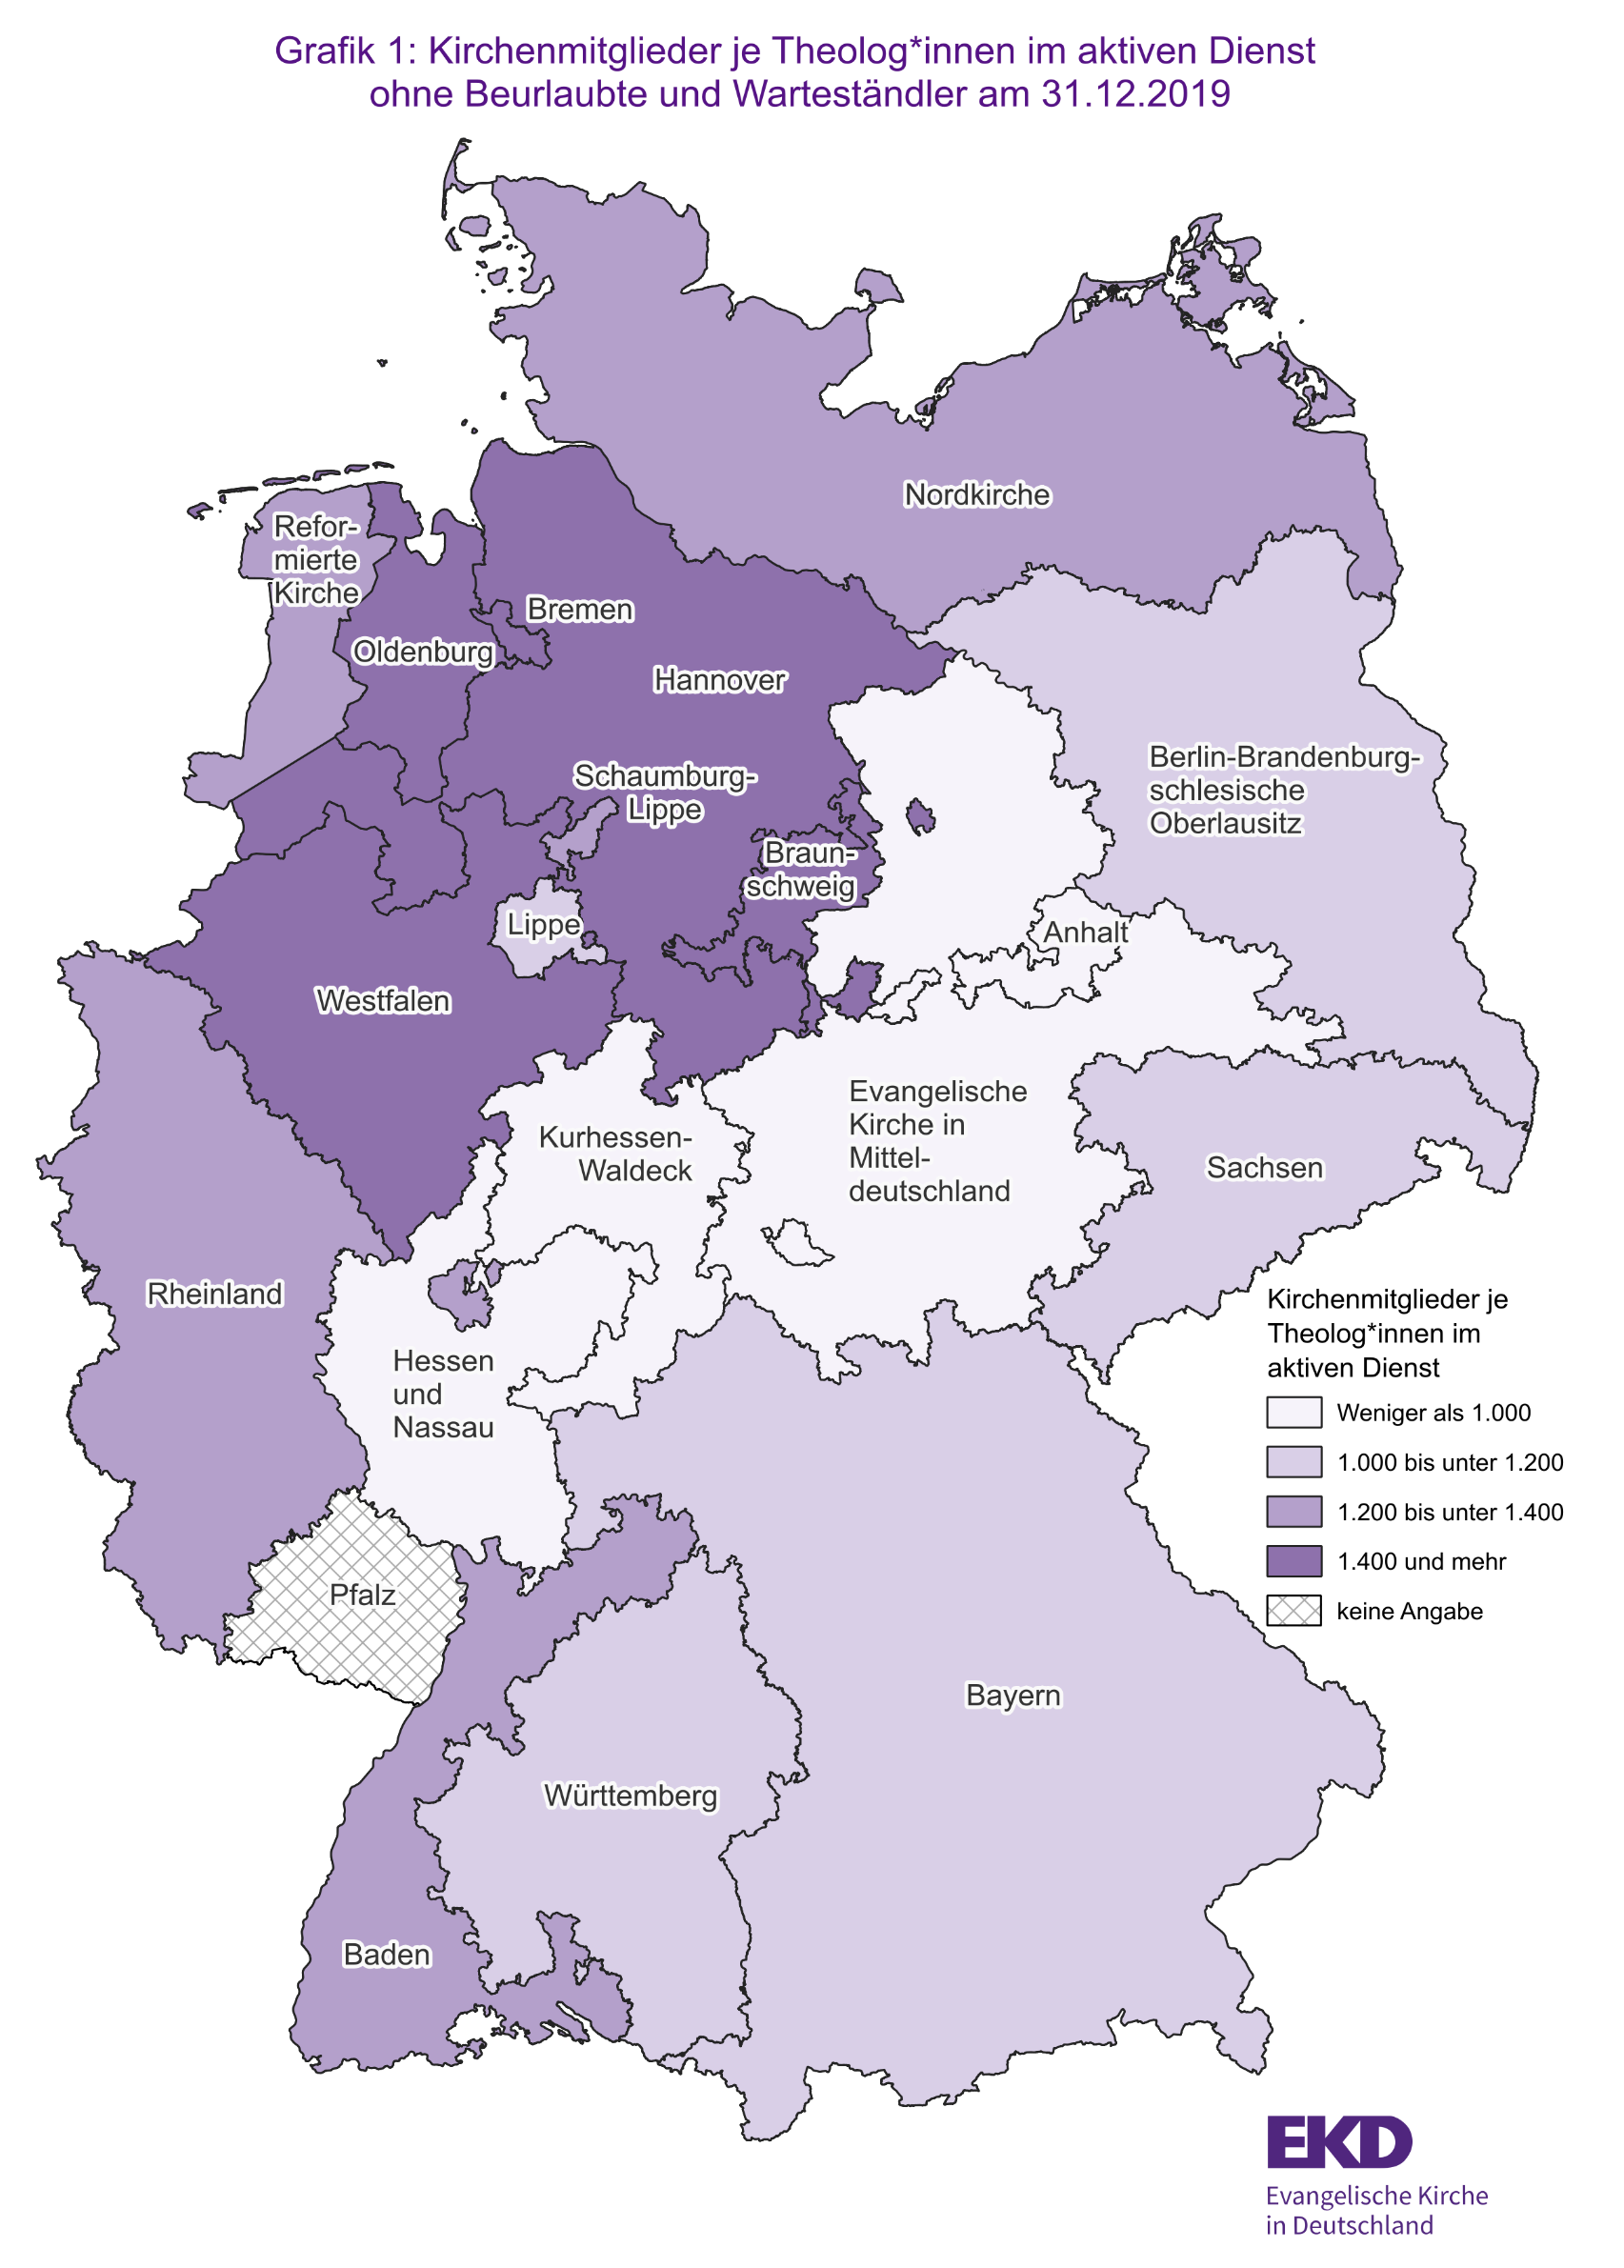 Grafik 1: Kirchenmitglieder je Theolog*innen im aktiven Dienst
ohne Beurlaubte und Warteständler am 31.12.2019
Nordkirche
Refor-
mierte
Kirche
Bremen
Oldenburg
Hannover
Berlin-Brandenburg-
schlesische
Oberlausitz
Schaumburg-
Lippe
Braun-
schweig
Lippe
Anhalt
Westfalen
Evangelische
Kirche in
Mittel-
deutschland
Kurhessen-
Waldeck
Sachsen
Rheinland
Hessen
und
Nassau
Kirchenmitglieder je
Theolog*innen im
aktiven Dienst
Weniger als 1.000
1.000 bis unter 1.200
1.200 bis unter 1.400
1.400 und mehr
keine Angabe
Pfalz
Bayern
Württemberg
Baden
EKD
Evangelische Kirche
in Deutschland